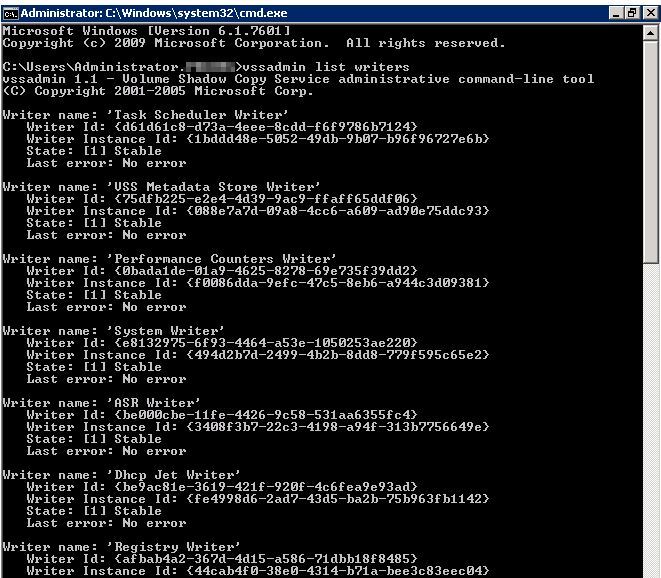 Administrator: C:\Windows\system32\cmd.exe
Microsoft Windows [Version 6.1.7601]
Copyright (c) 2009 Microsoft Corporation.  All rights reserved.
C:\Users\Administrator.>vssadmin list writers
vssadmin 1.1 - Volume Shadow Copy Service administrative command-line tool
(C) Copyright 2001-2005 Microsoft Corp.
Writer name: 'Task Scheduler Writer'
   Writer Id: {d61d61c8-d73a-4eee-8cdd-f6f9786b7124}
   Writer Instance Id: {1bddd48e-5052-49db-9b07-b96f96727e6b}
   State: [1] Stable
   Last error: No error
Writer name: 'VSS Metadata Store Writer'
   Writer Id: {75dfb225-e2e4-4d39-9ac9-ffaff65ddf06}
   Writer Instance Id: {088e7a7d-09a8-4cc6-a609-ad90e75ddc93}
   State: [1] Stable
   Last error: No error
Writer name: 'Performance Counters Writer'
   Writer Id: {0bada1de-01a9-4625-8278-69e735f39dd2}
   Writer Instance Id: {f0086dda-9efc-47c5-8eb6-a944c3d09381}
   State: [1] Stable
   Last error: No error
Writer name: 'System Writer'
   Writer Id: {e8132975-6f93-4464-a53e-1050253ae220}
   Writer Instance Id: {494d2b7d-2499-4b2b-8dd8-779f595c65e2}
   State: [1] Stable
   Last error: No error
Writer name: 'ASR Writer'
   Writer Id: {be000cbe-11fe-4426-9c58-531aa6355fc4}
   Writer Instance Id: {3408f3b7-22c3-4198-a94f-313b7756649e}
   State: [1] Stable
   Last error: No error
Writer name: 'Dhcp Jet Writer'
   Writer Id: {be9ac81e-3619-421f-920f-4c6fea9e93ad}
   Writer Instance Id: {fe4998d6-2ad7-43d5-ba2b-75b963fb1142}
   State: [1] Stable
   Last error: No error
Writer name: 'Registry Writer'
   Writer Id: {afbab4a2-367d-4d15-a586-71dbb18f8485}
   Writer Instance Id: {44cab4f0-38e0-4314-b71a-bee3c83eec04}